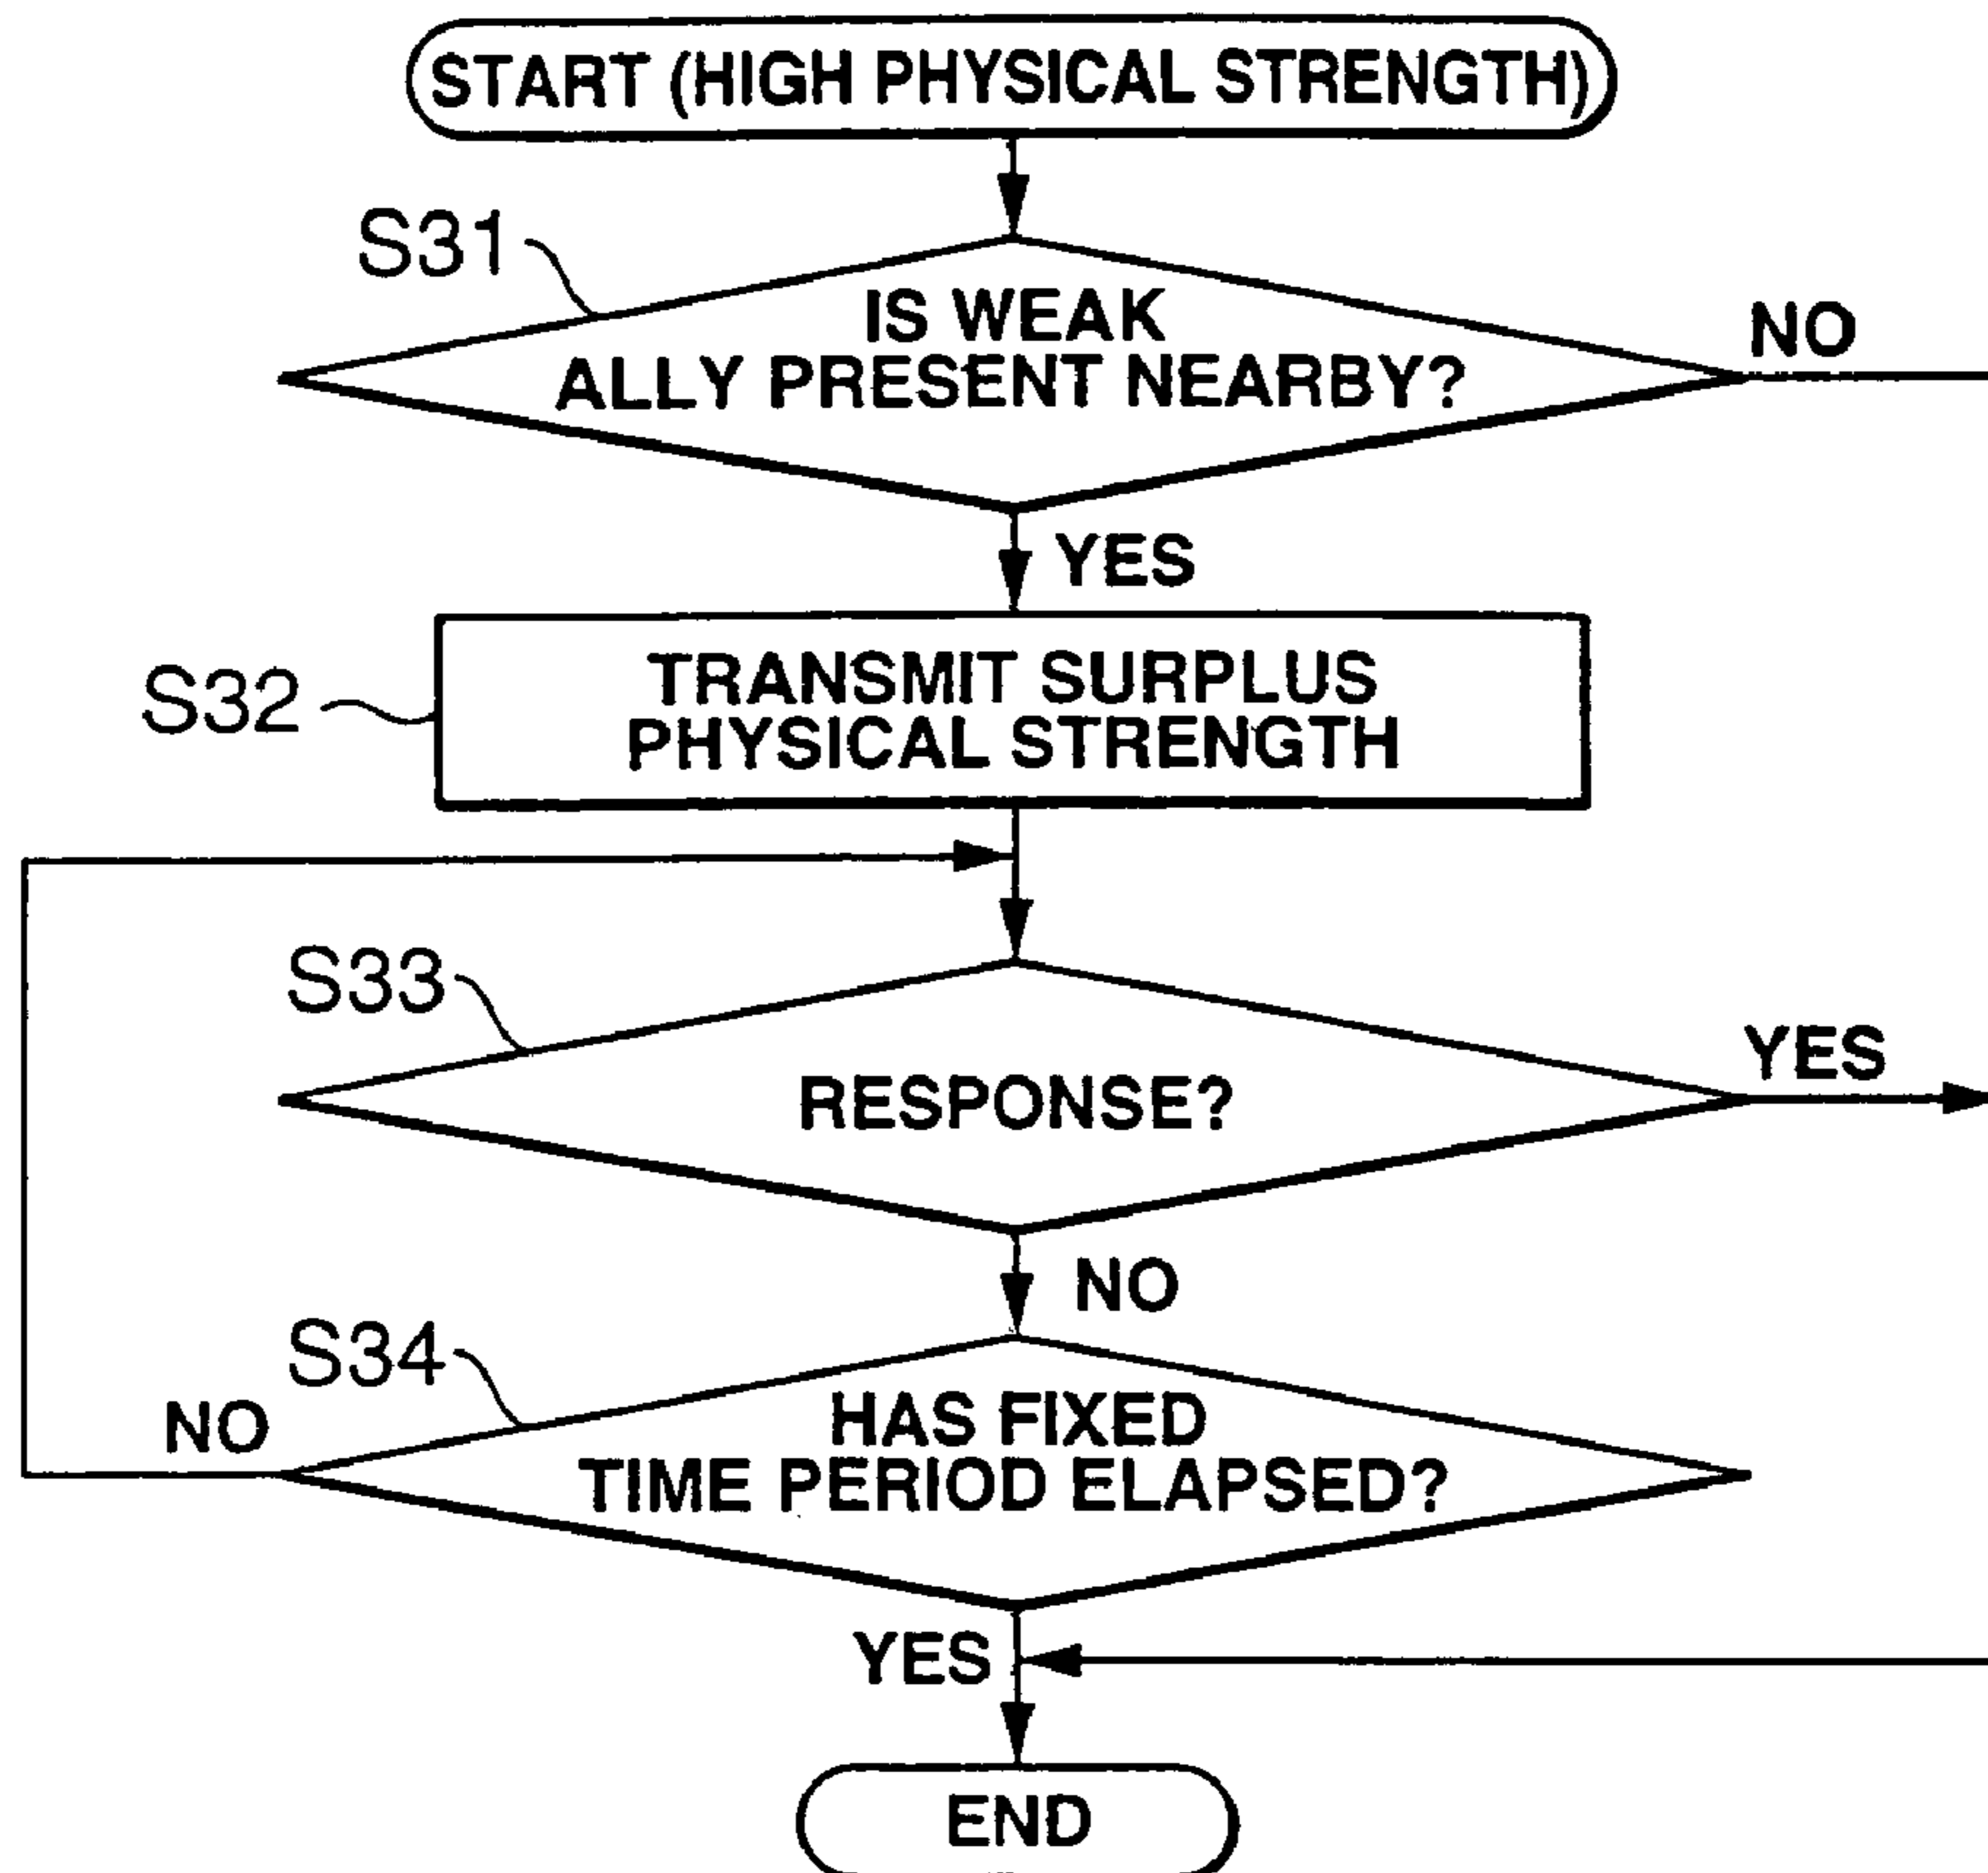 START (HIGH PHYSICAL STRENGTH)
S31
IS WEAK
ALLY PRESENT NEARBY?
NO
YES
S32
TRANSMIT SURPLUS
PHYSICAL STRENGTH
S33
RESPONSE?
YES
NO
S34
HAS FIXED
TIME PERIOD ELAPSED?
NO
YES
END